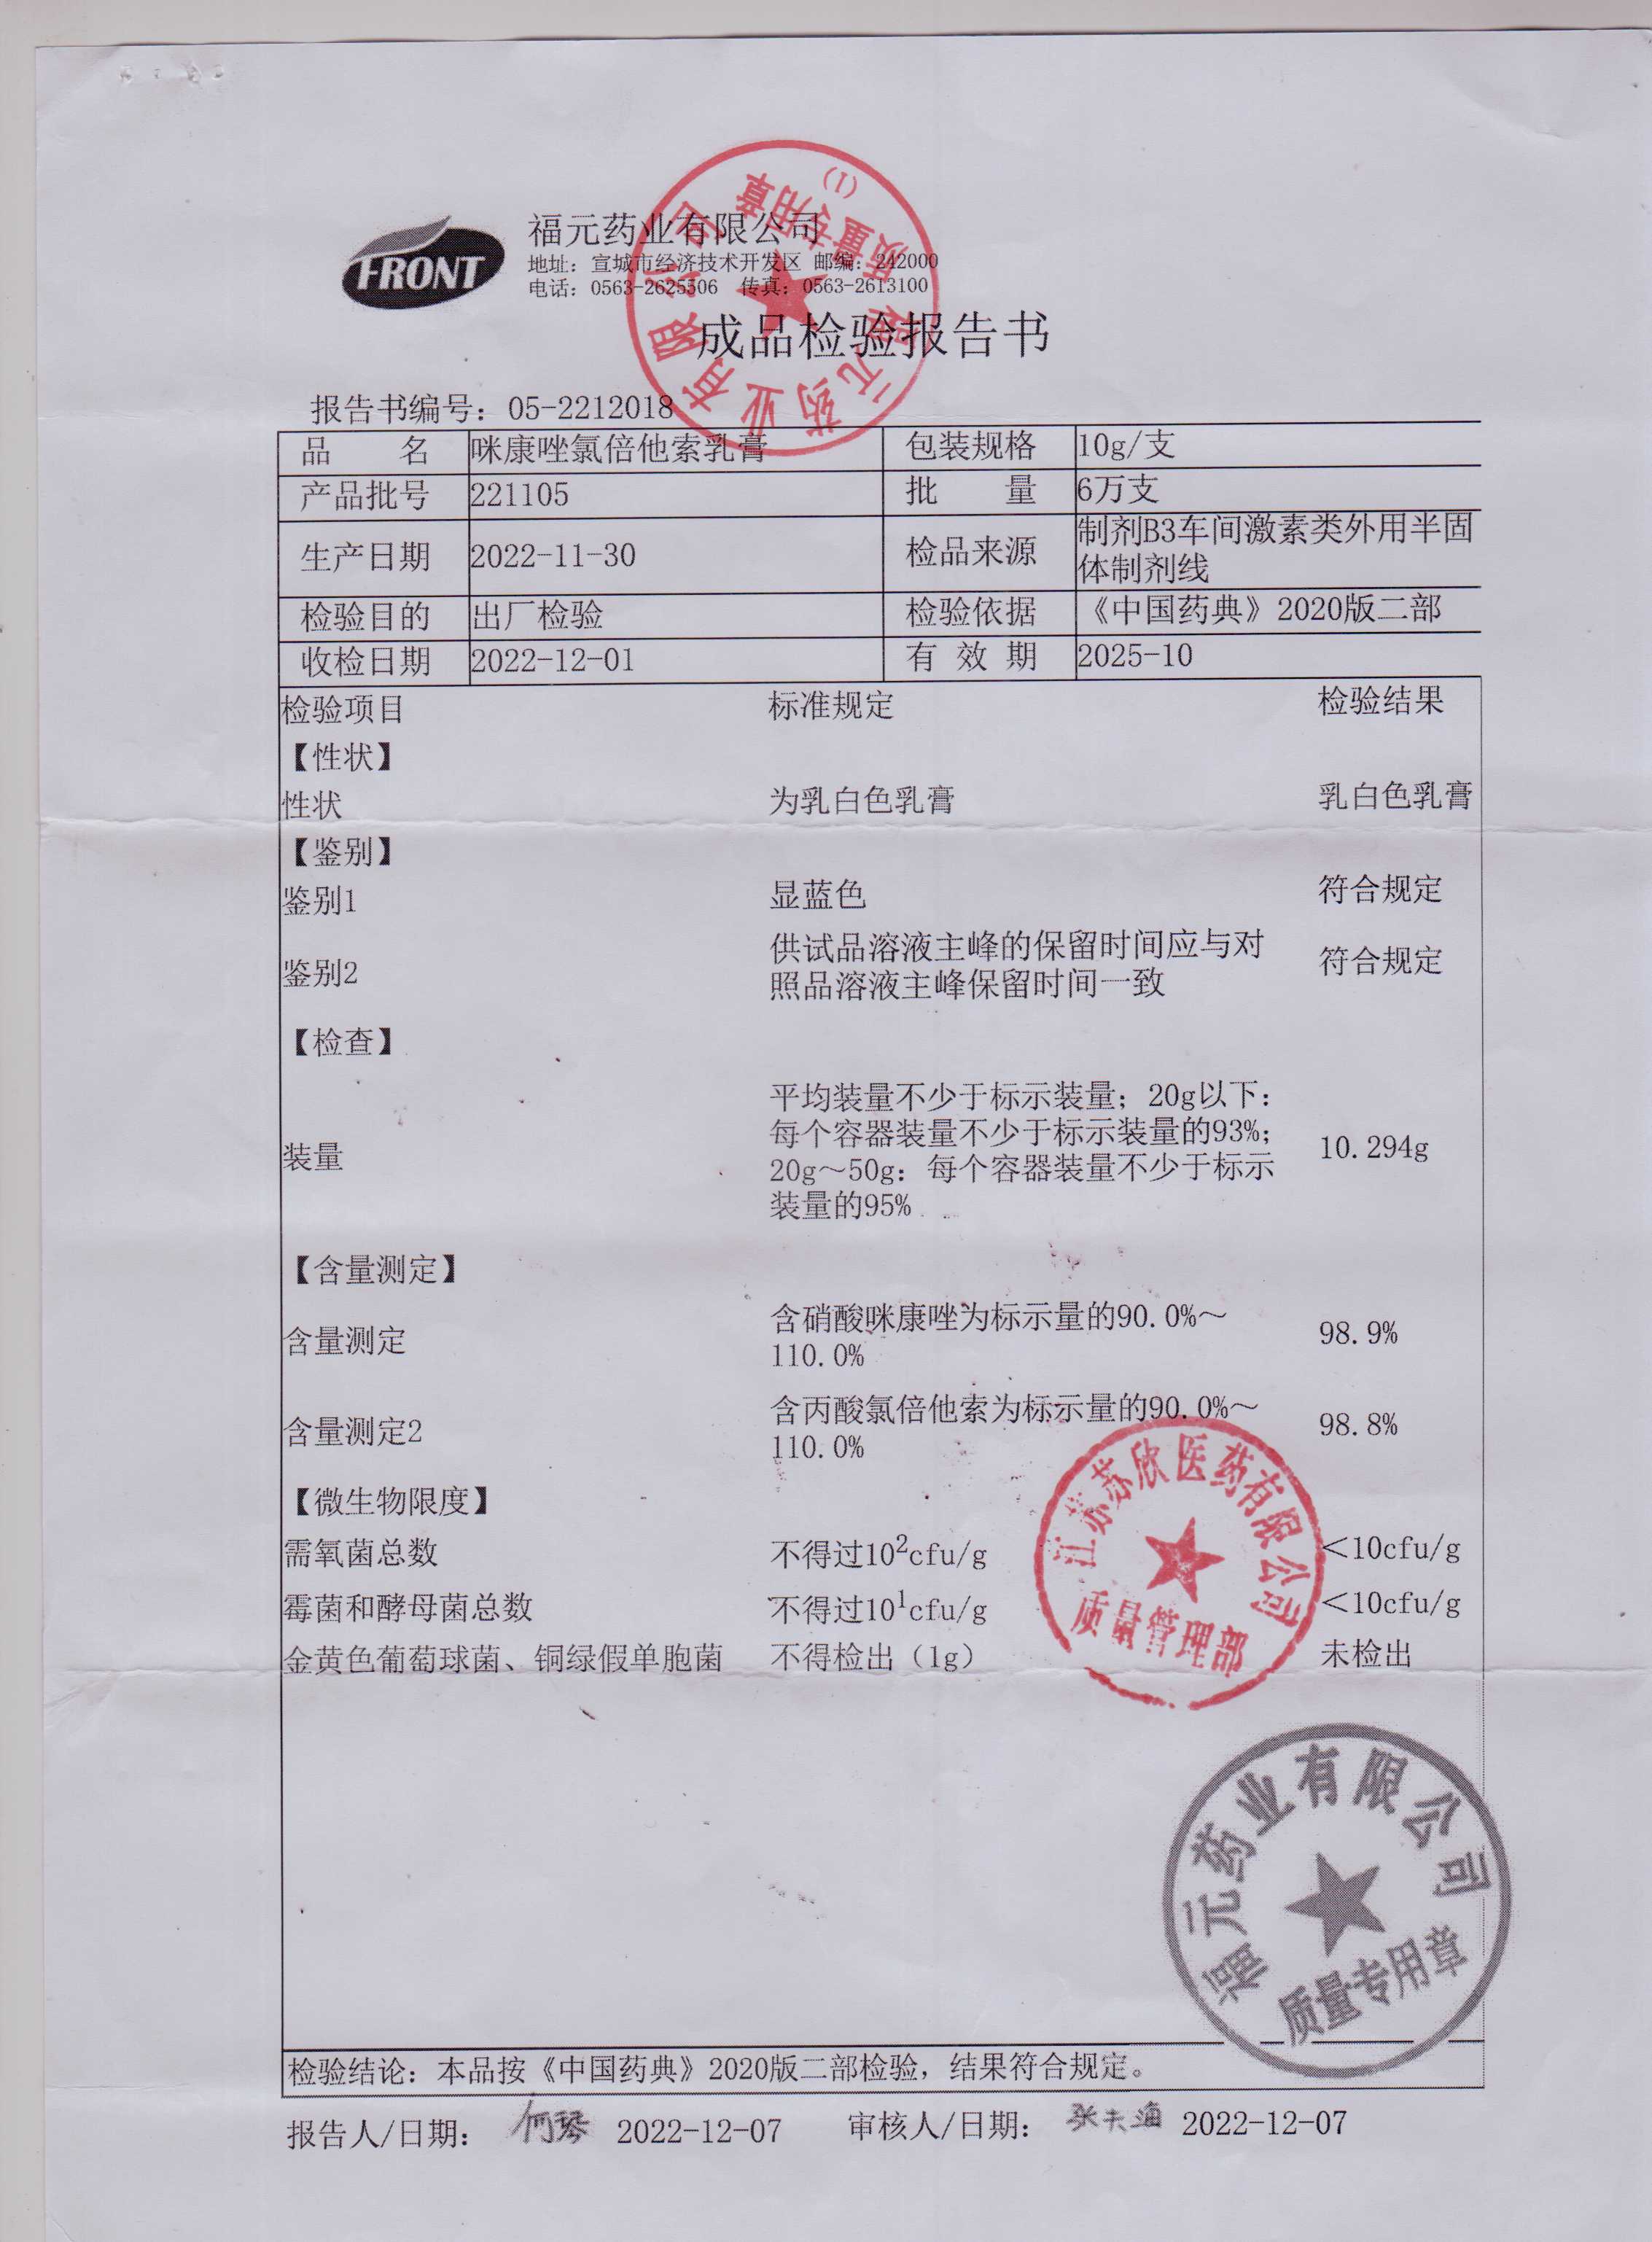 FRONT
福元药业有限公司
地址：宣城市经济技术开发区 邮编：242000
电话：0563-2625506 传真：0563-2613100
成品检验报告书
福元药业有限公司
质量专用章
(1)
报告书编号：05-2212018
品 名 咪康唑氯倍他索乳膏 包装规格 10g/支
产品批号 221105 批 量 6万支
生产日期 2022-11-30 检品来源 制剂B3车间激素类外用半固
体制剂线
检验目的 出厂检验 检验依据 《中国药典》2020版二部
收检日期 2022-12-01 有 效 期 2025-10
检验项目 标准规定 检验结果
【性状】
性状 为乳白色乳膏 乳白色乳膏
【鉴别】
鉴别1 显蓝色 符合规定
鉴别2 供试品溶液主峰的保留时间应与对 符合规定
照品溶液主峰保留时间一致
【检查】
平均装量不少于标示装量；20g以下：
每个容器装量不少于标示装量的93%；
装量 10.294g
20g～50g：每个容器装量不少于标示
装量的95%
【含量测定】
含量测定 含硝酸咪康唑为标示量的90.0%～ 98.9%
110.0%
含量测定2 含丙酸氯倍他索为标示量的90.0%～ 98.8%
110.0%
【微生物限度】
需氧菌总数 不得过10²cfu/g <10cfu/g
霉菌和酵母菌总数 不得过10¹cfu/g <10cfu/g
金黄色葡萄球菌、铜绿假单胞菌 不得检出（1g） 未检出
江苏苏欣医药有限公司
质量管理部
福元药业有限公司
质量专用章
检验结论：本品按《中国药典》2020版二部检验，结果符合规定。
报告人/日期： 何琴 2022-12-07 审核人/日期： 2022-12-07